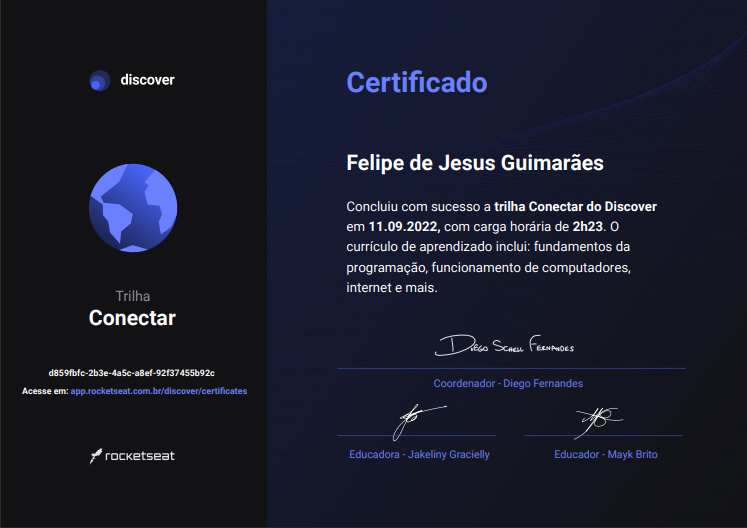 discover
Trilha
Conectar
d859fbfc-2b3e-4a5c-a8ef-92f37455b92c
Acesse em: app.rocketseat.com.br/discover/certificates
rocketseat
Certificado
Felipe de Jesus Guimarães
Concluiu com sucesso a trilha Conectar do Discover
em 11.09.2022, com carga horária de 2h23. O
currículo de aprendizado inclui: fundamentos da
programação, funcionamento de computadores,
internet e mais.
Diego Schell Fernandes
Coordenador - Diego Fernandes
Educadora - Jakeliny Gracielly
Educador - Mayk Brito